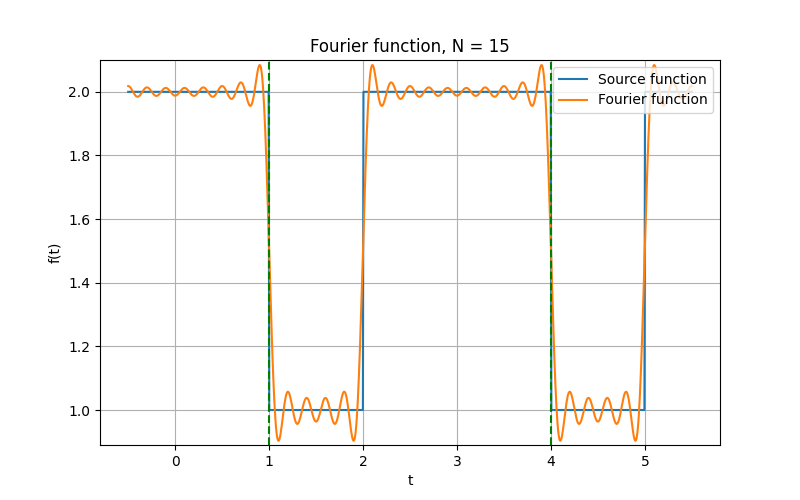 Fourier function, N = 15
Source function
Fourier function
f(t)
2.0
1.8
1.6
1.4
1.2
1.0
0 1 2 3 4 5
t